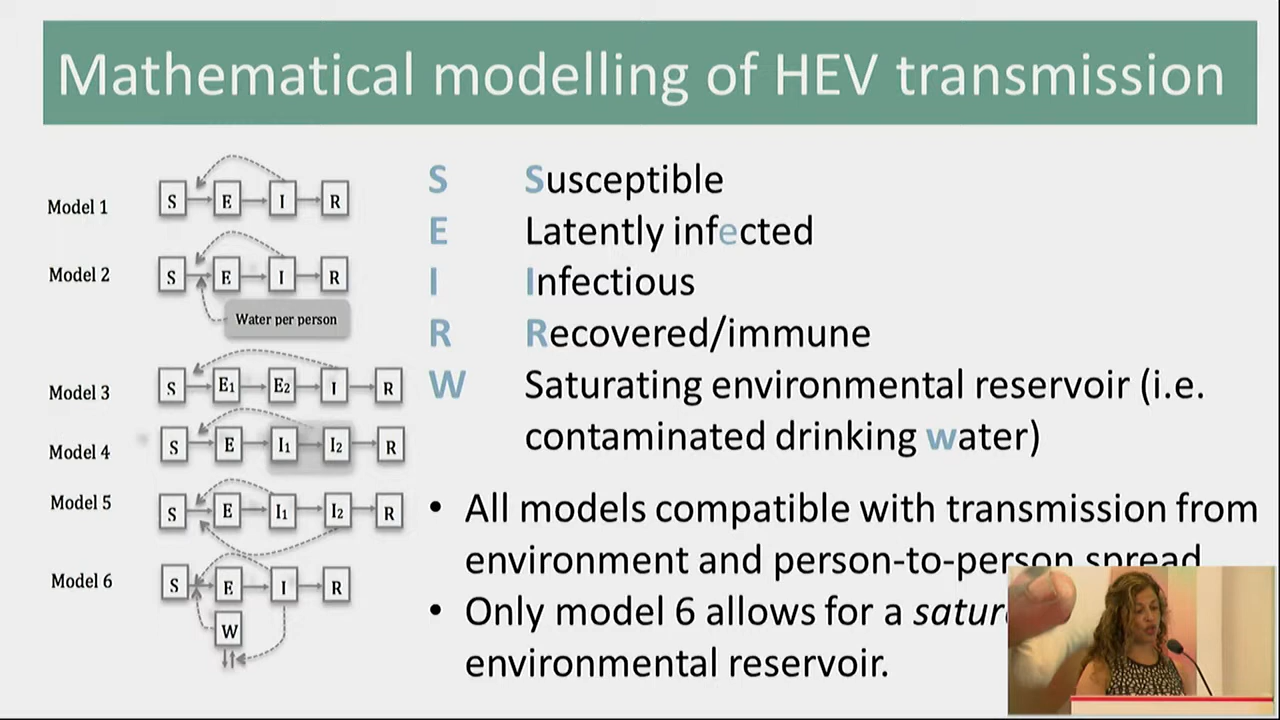 Mathematical modelling of HEV transmission
Model 1
S E I R
Model 2
S E I R
Water per person
Model 3
S E1 E2 I R
Model 4
S E I1 I2 R
Model 5
S E I1 I2 R
Model 6
S E I R
W
S Susceptible
E Latently infected
I Infectious
R Recovered/immune
W Saturating environmental reservoir (i.e.
contaminated drinking water)
• All models compatible with transmission from
environment and person-to-person spread
• Only model 6 allows for a
environmental reservoir.